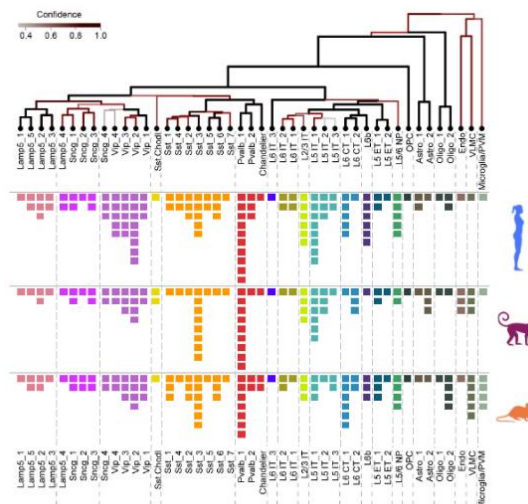 Confidence
0.4 0.6 0.8 1.0
Lamp5_1
Lamp5_5
Lamp5_2
Lamp5_3
Lamp5_4
Sncg_1
Sncg_2
Sncg_3
Sncg_4
Vip_4
Vip_3
Vip_2
Vip_1
Sst Chodl
Sst_1
Sst_4
Sst_2
Sst_3
Sst_5
Sst_6
Sst_7
Pvalb_1
Pvalb_2
Chandelier
L6 IT_3
L6 IT_2
L6 IT_1
L2/3 IT
L5 IT_1
L5 IT_2
L5 IT_3
L6 CT_1
L6 CT_2
L6b
L5 ET_1
L5 ET_2
L5/6 NP
OPC
Astro_1
Astro_2
Oligo_1
Oligo_2
Endo
VLMC
Microglia/PVM
Lamp5_1
Lamp5_5
Lamp5_2
Lamp5_3
Lamp5_4
Sncg_1
Sncg_2
Sncg_3
Sncg_4
Vip_4
Vip_3
Vip_2
Vip_1
Sst Chodl
Sst_1
Sst_4
Sst_2
Sst_3
Sst_5
Sst_6
Sst_7
Pvalb_1
Pvalb_2
Chandelier
L6 IT_3
L6 IT_2
L6 IT_1
L2/3 IT
L5 IT_1
L5 IT_2
L5 IT_3
L6 CT_1
L6 CT_2
L6b
L5 ET_1
L5 ET_2
L5/6 NP
OPC
Astro_1
Astro_2
Oligo_1
Oligo_2
Endo
VLMC
Microglia/PVM